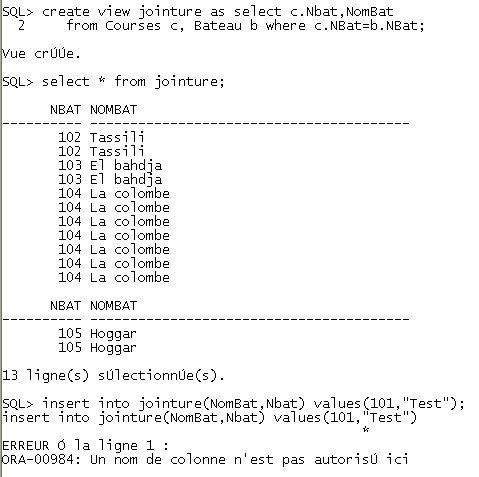 SQL> create view jointure as select c.Nbat,NomBat
2 from Courses c, Bateau b where c.NBat=b.NBat;
Vue crÚÚe.
SQL> select * from jointure;
NBAT NOMBAT
---------- ----------------------------------------
102 Tassili
102 Tassili
103 El bahdja
103 El bahdja
104 La colombe
104 La colombe
104 La colombe
104 La colombe
104 La colombe
104 La colombe
104 La colombe
NBAT NOMBAT
---------- ----------------------------------------
105 Hoggar
105 Hoggar
13 ligne(s) sÚlectionnÚe(s).
SQL> insert into jointure(NomBat,Nbat) values(101,"Test");
insert into jointure(NomBat,Nbat) values(101,"Test")
*
ERREUR Ó la ligne 1 :
ORA-00984: Un nom de colonne n'est pas autorisÚ ici